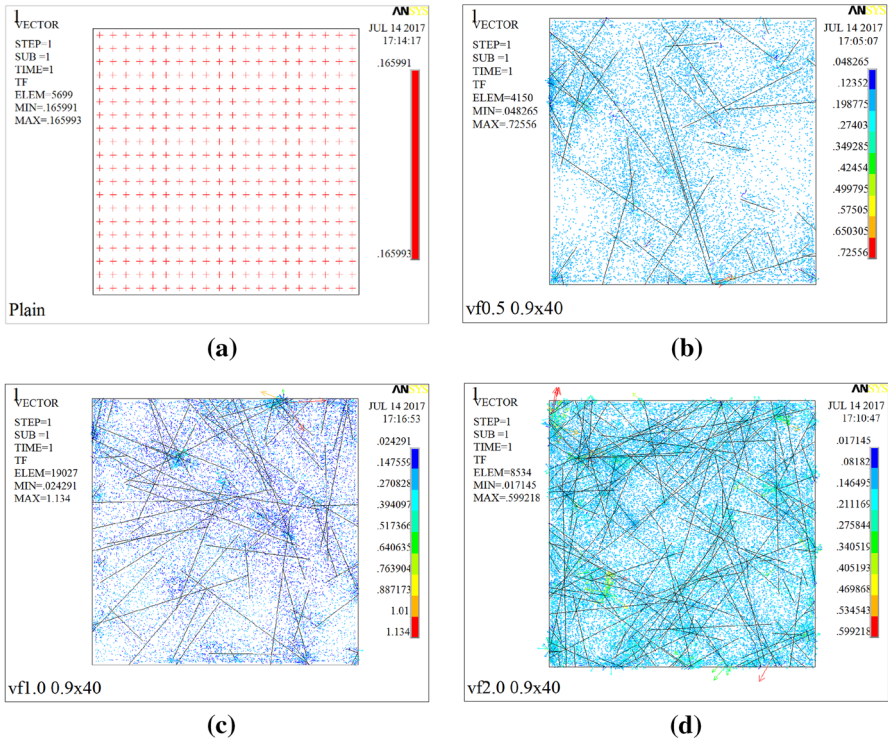 1
VECTOR
STEP=1
SUB =1
TIME=1
TF
ELEM=5699
MIN=.165991
MAX=.165993
ANSYS
JUL 14 2017
17:14:17
.165991
.165993
Plain
(a)
1
VECTOR
STEP=1
SUB =1
TIME=1
TF
ELEM=4150
MIN=.048265
MAX=.72556
ANSYS
JUL 14 2017
17:05:07
.048265
.12352
.198775
.27403
.349285
.42454
.499795
.57505
.650305
.72556
vf0.5 0.9x40
(b)
1
VECTOR
STEP=1
SUB =1
TIME=1
TF
ELEM=19027
MIN=.024291
MAX=1.134
ANSYS
JUL 14 2017
17:16:53
.024291
.147559
.270828
.394097
.517366
.640635
.763904
.887173
1.01
1.134
vf1.0 0.9x40
(c)
1
VECTOR
STEP=1
SUB =1
TIME=1
TF
ELEM=8534
MIN=.017145
MAX=.599218
ANSYS
JUL 14 2017
17:10:47
.017145
.08182
.146495
.211169
.275844
.340519
.405193
.469868
.534543
.599218
vf2.0 0.9x40
(d)